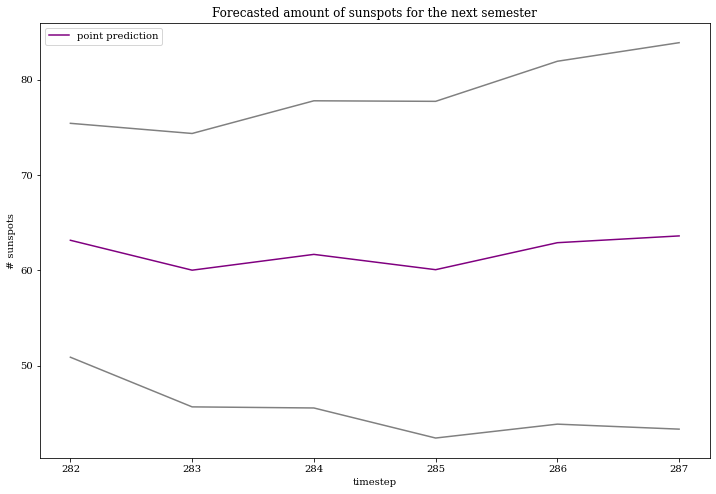 Forecasted amount of sunspots for the next semester
point prediction
# sunspots
80
70
60
50
282 283 284 285 286 287
timestep